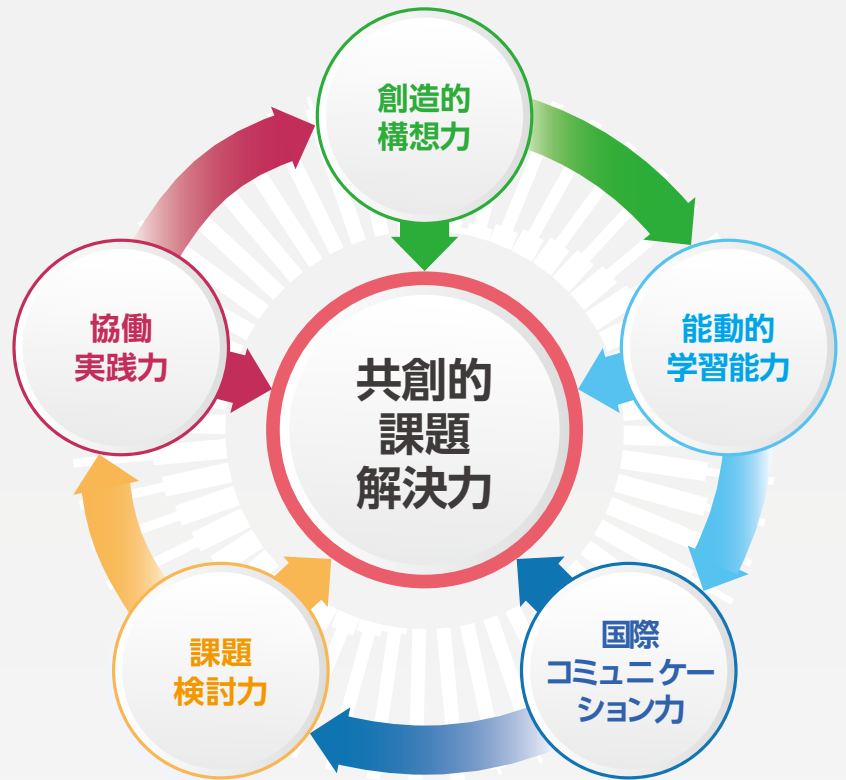 創造的
構想力
能動的
学習能力
国際
コミュニケー
ション力
課題
検討力
協働
実践力
共創的
課題
解決力